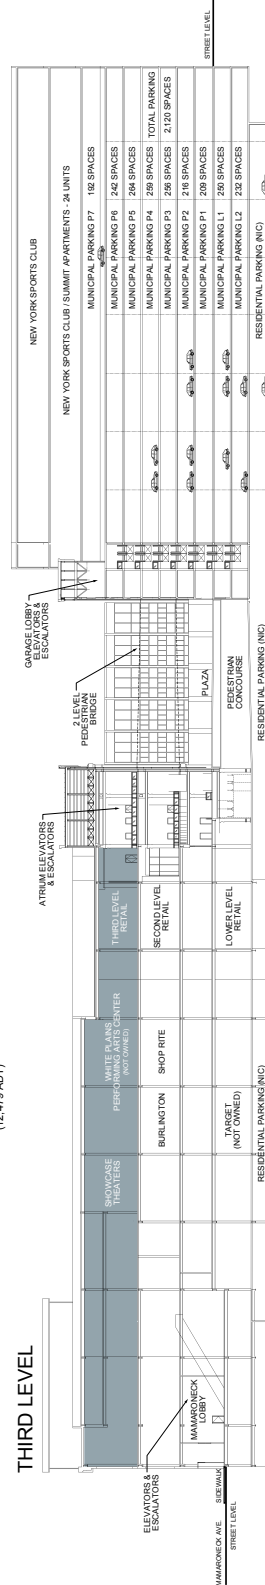 (12,479 ADT)
THIRD LEVEL
STREET LEVEL
NEW YORK SPORTS CLUB
NEW YORK SPORTS CLUB / SUMMIT APARTMENTS - 24 UNITS
MUNICIPAL PARKING P7 192 SPACES
MUNICIPAL PARKING P6 242 SPACES
MUNICIPAL PARKING P5 264 SPACES
MUNICIPAL PARKING P4 259 SPACES
TOTAL PARKING
MUNICIPAL PARKING P3 256 SPACES
2,120 SPACES
MUNICIPAL PARKING P2 216 SPACES
MUNICIPAL PARKING P1 209 SPACES
MUNICIPAL PARKING L1 250 SPACES
MUNICIPAL PARKING L2 232 SPACES
RESIDENTIAL PARKING (NIC)
GARAGE LOBBY
ELEVATORS &
ESCALATORS
2 LEVEL
PEDESTRIAN
BRIDGE
PLAZA
PEDESTRIAN
CONCOURSE
RESIDENTIAL PARKING (NIC)
ATRIUM ELEVATORS
& ESCALATORS
THIRD LEVEL
RETAIL
SECOND LEVEL
RETAIL
LOWER LEVEL
RETAIL
WHITE PLAINS
PERFORMING ARTS CENTER
(NOT OWNED)
SHOWCASE
THEATERS
BURLINGTON
SHOP RITE
TARGET
(NOT OWNED)
RESIDENTIAL PARKING (NIC)
ELEVATORS &
ESCALATORS
MAMARONECK
LOBBY
MAMARONECK AVE. SIDEWALK
STREET LEVEL